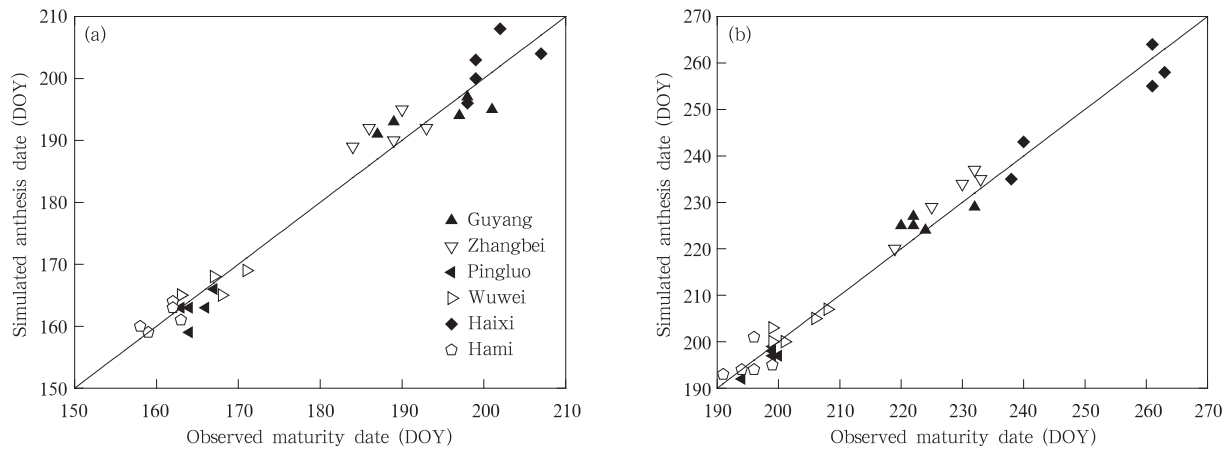 (a)
Simulated anthesis date (DOY)
210
200
190
180
170
160
150
150 160 170 180 190 200 210
Observed maturity date (DOY)
Guyang
Zhangbei
Pingluo
Wuwei
Haixi
Hami
(b)
Simulated anthesis date (DOY)
270
260
250
240
230
220
210
200
190
190 200 210 220 230 240 250 260 270
Observed maturity date (DOY)